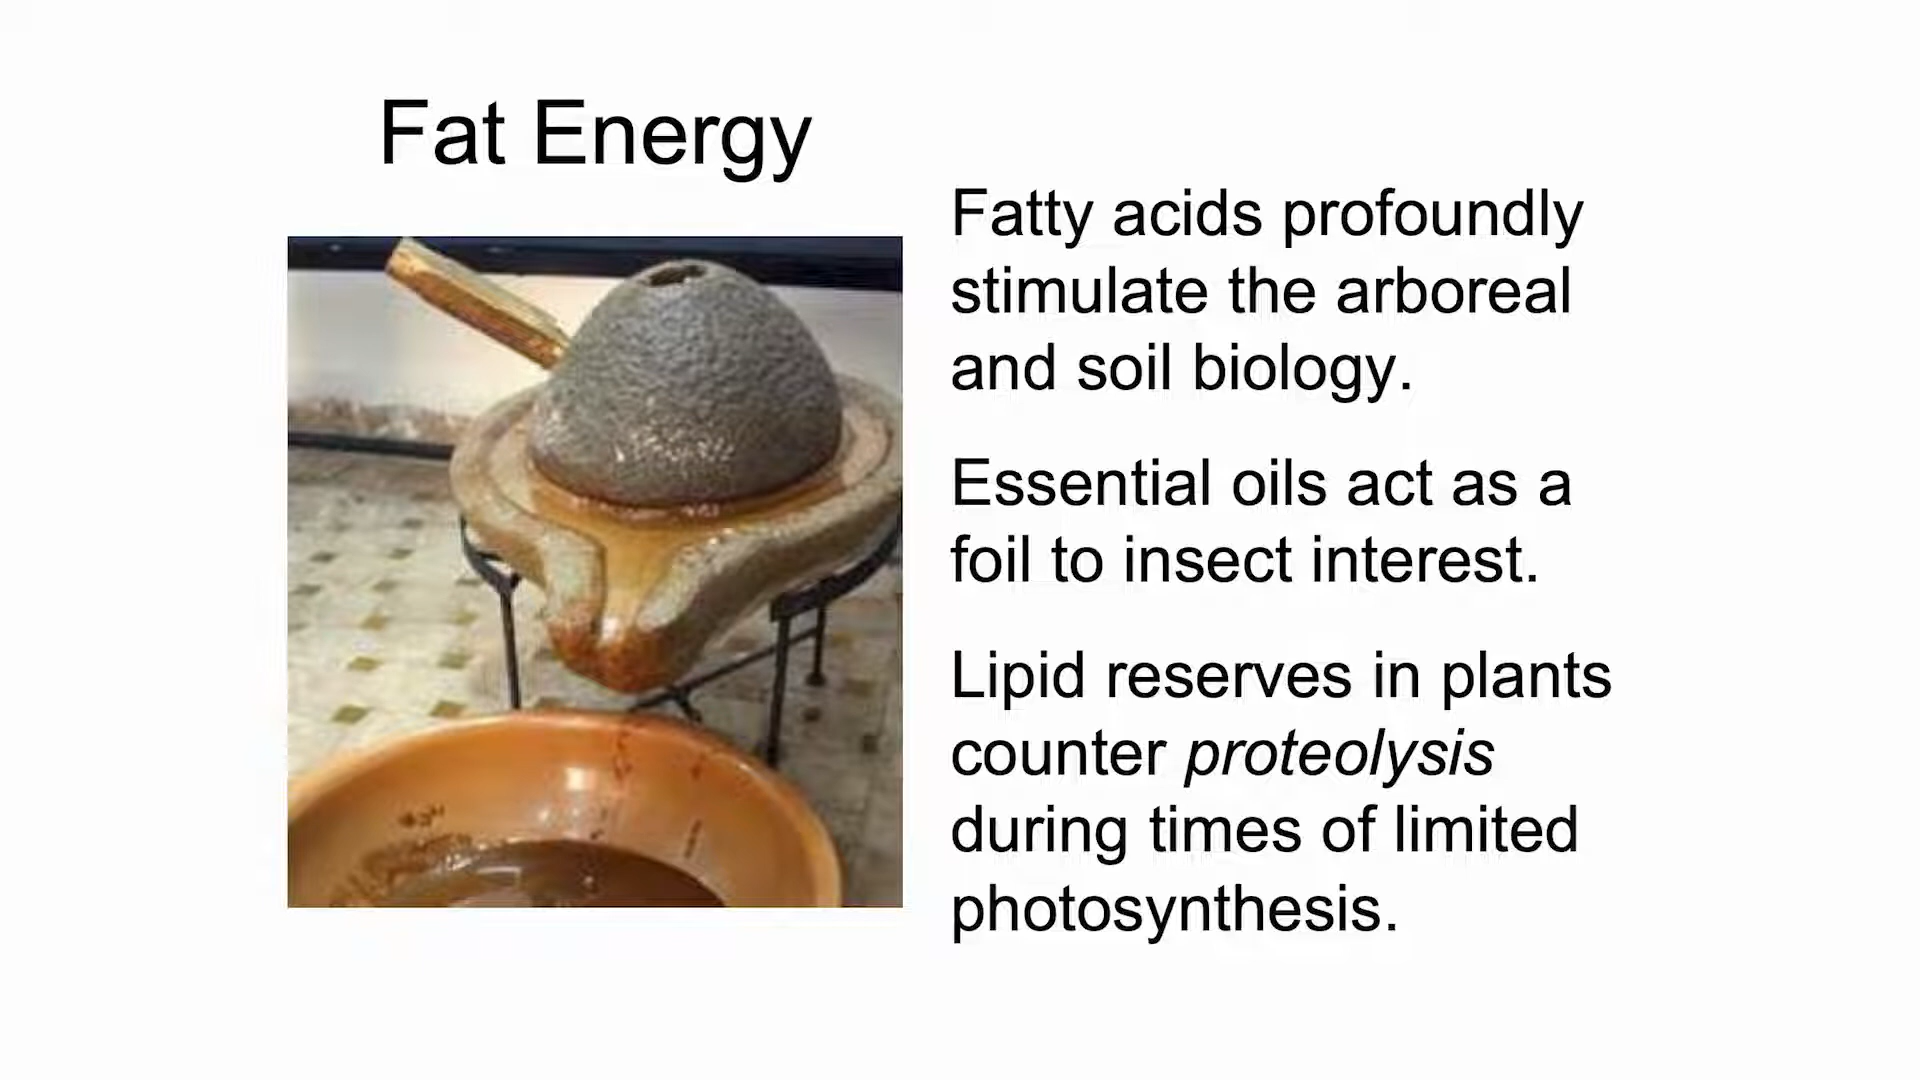 Fat Energy
Fatty acids profoundly
stimulate the arboreal
and soil biology.
Essential oils act as a
foil to insect interest.
Lipid reserves in plants
counter proteolysis
during times of limited
photosynthesis.